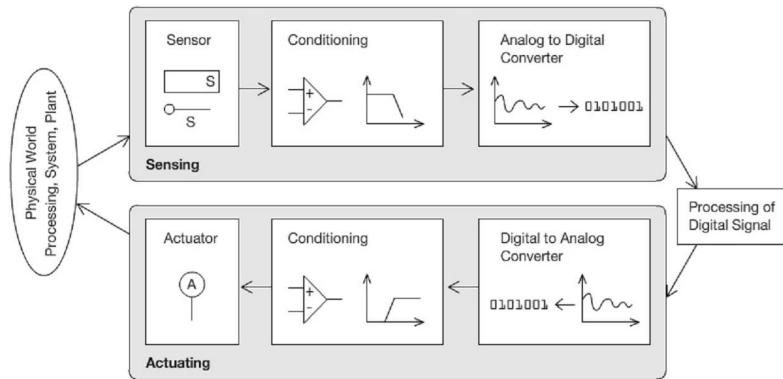 Physical World
Processing, System, Plant
Sensor
S
S
Conditioning
+
−
Analog to Digital
Converter
0101001
Sensing
Processing of
Digital Signal
Actuator
A
Conditioning
+
−
Digital to Analog
Converter
0101001
Actuating